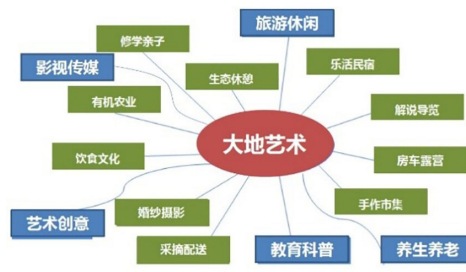 旅游休闲
修学亲子
影视传媒
生态休憩
乐活民宿
有机农业
解说导览
大地艺术
饮食文化
房车露营
艺术创意
婚纱摄影
手作市集
采摘配送
教育科普
养生养老